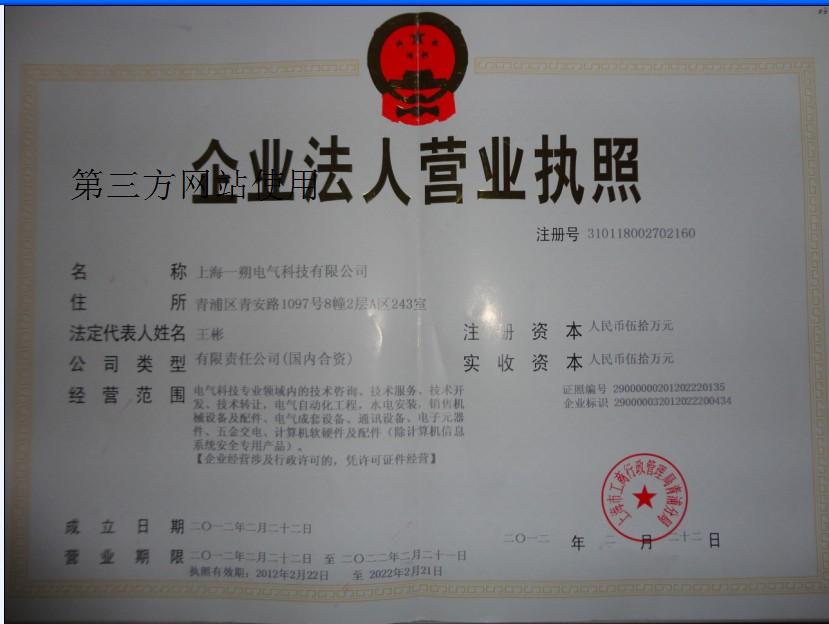 企业法人营业执照
第三方网站使用
注册号 310118002702160
名称 上海一朔电气科技有限公司
住所 青浦区青安路1097号8幢2层A区243室
法定代表人姓名 王彬
注册资本 人民币伍拾万元
公司类型 有限责任公司(国内合资)
实收资本 人民币伍拾万元
经营范围 电气科技专业领域内的技术咨询、技术服务、技术开
发、技术转让，电气自动化工程，水电安装，销售机
械设备及配件、电气成套设备、通讯设备、电子元器
件、五金交电、计算机软硬件及配件（除计算机信息
系统安全专用产品）。
【企业经营涉及行政许可的，凭许可证件经营】
证照编号 29000000201202220135
企业标识 290000032012022200434
上海市工商行政管理局青浦分局
成立日期 二〇一二年二月二十二日
二〇一二 年 二 月 二十二 日
营业期限 二〇一二年二月二十二日 至 二〇二二年二月二十一日
执照有效期：2012年2月22日 至 2022年2月21日